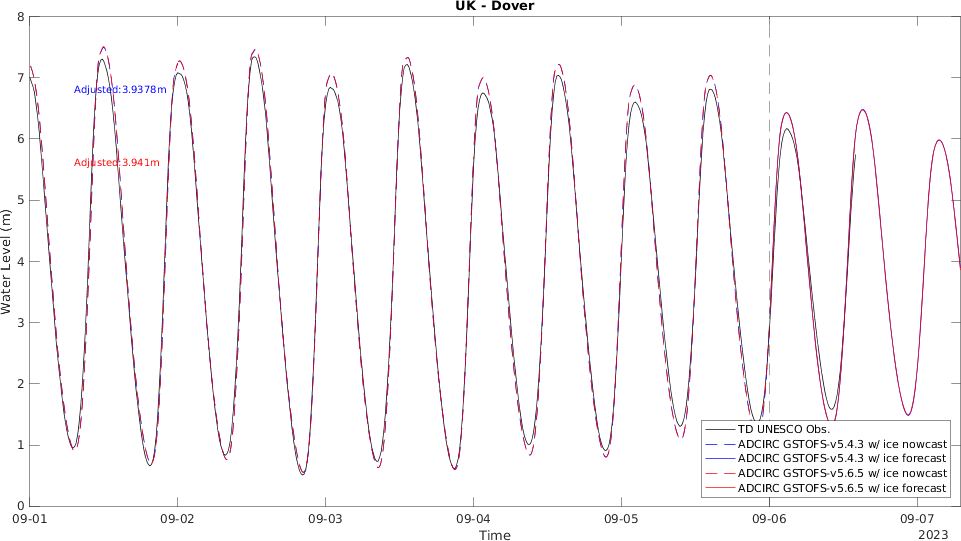 UK - Dover
8
7
6
5
4
3
2
1
0
Water Level (m)
Adjusted:3.9378m
Adjusted:3.941m
TD UNESCO Obs.
ADCIRC GSTOFS-v5.4.3 w/ ice nowcast
ADCIRC GSTOFS-v5.4.3 w/ ice forecast
ADCIRC GSTOFS-v5.6.5 w/ ice nowcast
ADCIRC GSTOFS-v5.6.5 w/ ice forecast
09-01 09-02 09-03 09-04 09-05 09-06 09-07
Time
2023